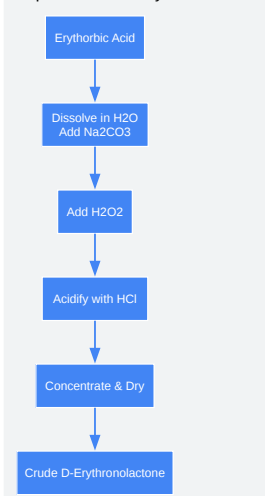 Erythorbic Acid
Dissolve in H2O
Add Na2CO3
Add H2O2
Acidify with HCl
Concentrate & Dry
Crude D-Erythronolactone